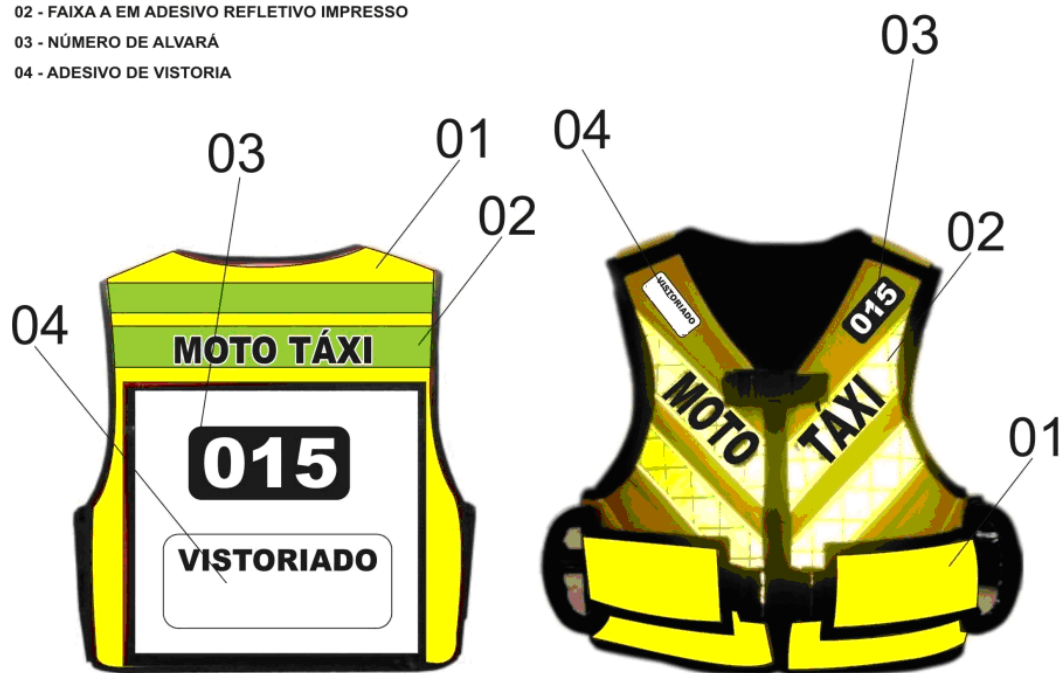 02 - FAIXA A EM ADESIVO REFLETIVO IMPRESSO
03 - NÚMERO DE ALVARÁ
04 - ADESIVO DE VISTORIA
03
03
01
04
02
02
04
MOTO TÁXI
VISTORIADO
015
MOTO
TÁXI
015
01
VISTORIADO